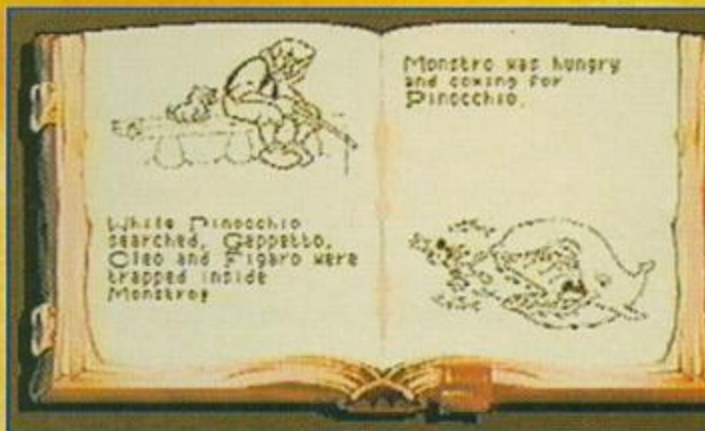 While Pinocchio
searched, Geppetto,
Cleo and Figaro were
trapped inside
Monstro!
Monstro was hungry
and coming for
Pinocchio.